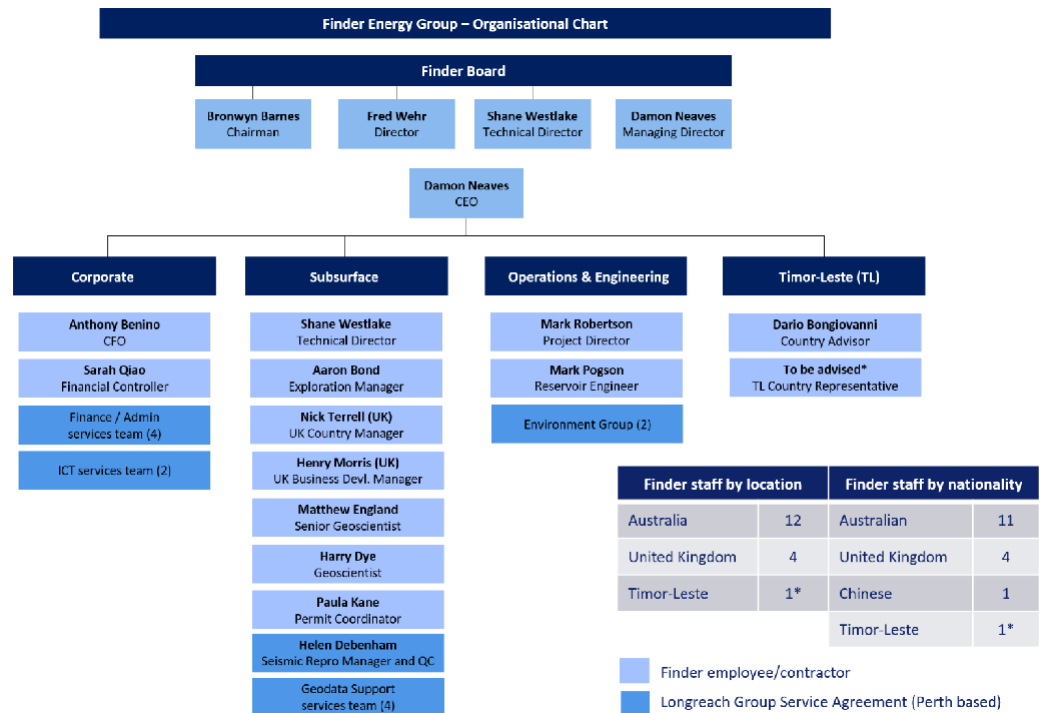 Finder Energy Group – Organisational Chart
Finder Board
Bronwyn Barnes
Chairman
Fred Wehr
Director
Shane Westlake
Technical Director
Damon Neaves
Managing Director
Damon Neaves
CEO
Corporate
Anthony Benino
CFO
Sarah Qiao
Financial Controller
Finance / Admin
services team (4)
ICT services team (2)
Subsurface
Shane Westlake
Technical Director
Aaron Bond
Exploration Manager
Nick Terrell (UK)
UK Country Manager
Henry Morris (UK)
UK Business Devl. Manager
Matthew England
Senior Geoscientist
Harry Dye
Geoscientist
Paula Kane
Permit Coordinator
Helen Debenham
Seismic Repro Manager and QC
Geodata Support
services team (4)
Operations & Engineering
Mark Robertson
Project Director
Mark Pogson
Reservoir Engineer
Environment Group (2)
Timor-Leste (TL)
Dario Bongiovanni
Country Advisor
To be advised*
TL Country Representative
Finder staff by location Finder staff by nationality
Australia 12 Australian 11
United Kingdom 4 United Kingdom 4
Timor-Leste 1* Chinese 1
Timor-Leste 1*
Finder employee/contractor
Longreach Group Service Agreement (Perth based)